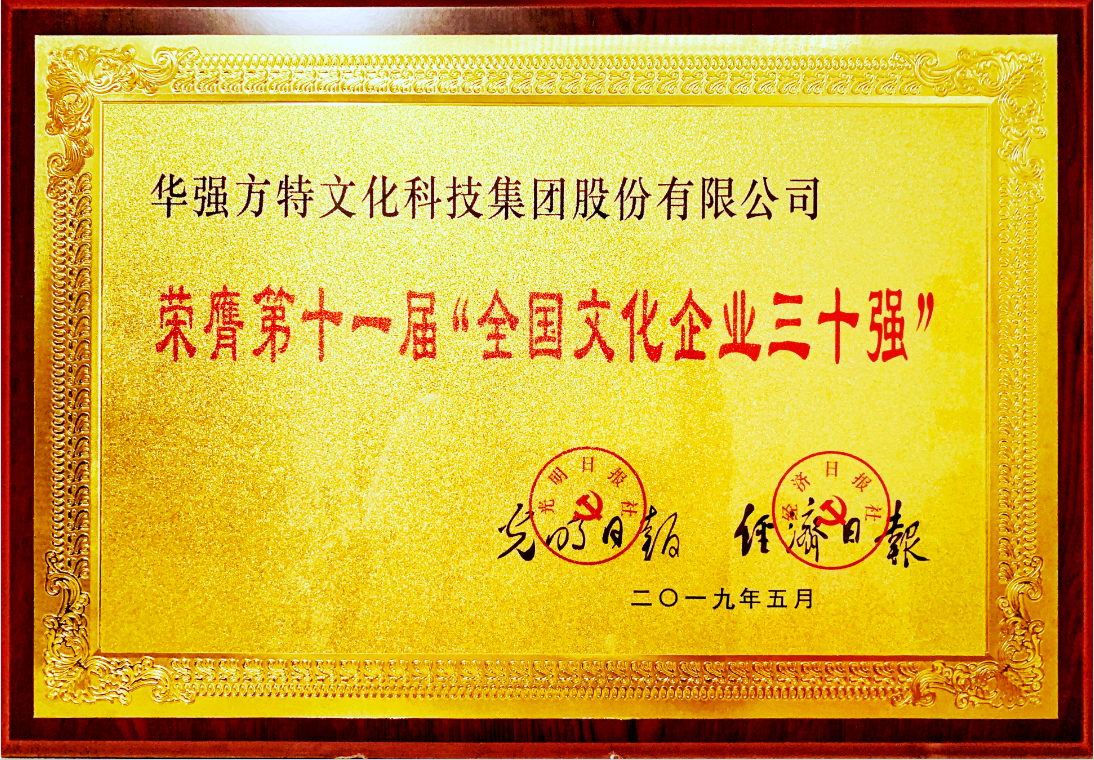 华强方特文化科技集团股份有限公司
荣膺第十一届“全国文化企业三十强”
光明日报社 经济日报社
光明日報 经濟日報
二〇一九年五月